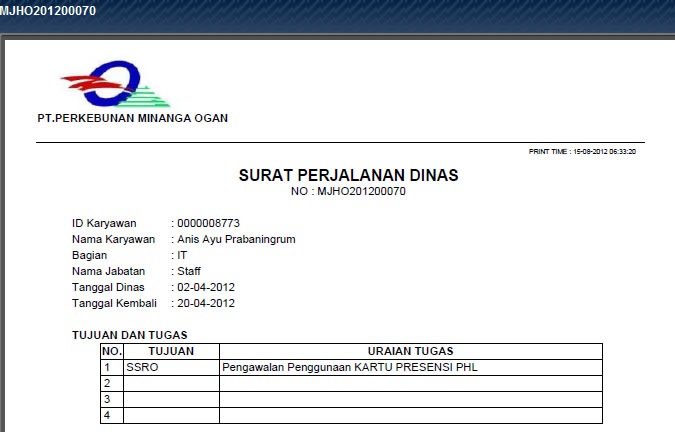 MJHO201200070
PT.PERKEBUNAN MINANGA OGAN
PRINT TIME : 15-08-2012 06:33:20
SURAT PERJALANAN DINAS
NO : MJHO201200070
ID Karyawan : 0000008773
Nama Karyawan : Anis Ayu Prabaningrum
Bagian : IT
Nama Jabatan : Staff
Tanggal Dinas : 02-04-2012
Tanggal Kembali : 20-04-2012
TUJUAN DAN TUGAS
NO. TUJUAN URAIAN TUGAS
1 SSRO Pengawalan Penggunaan KARTU PRESENSI PHL
2
3
4